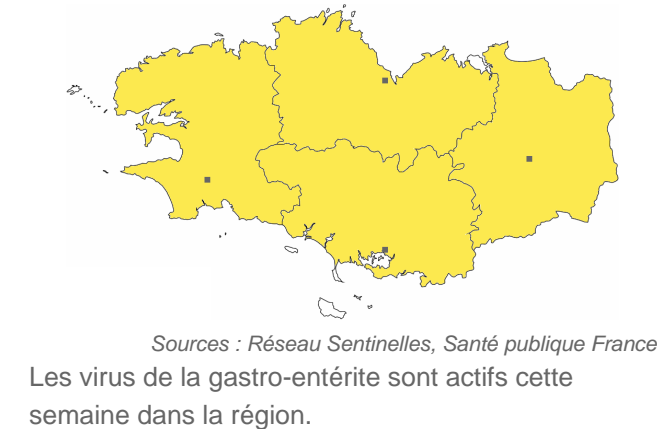 Sources : Réseau Sentinelles, Santé publique France
Les virus de la gastro-entérite sont actifs cette
semaine dans la région.